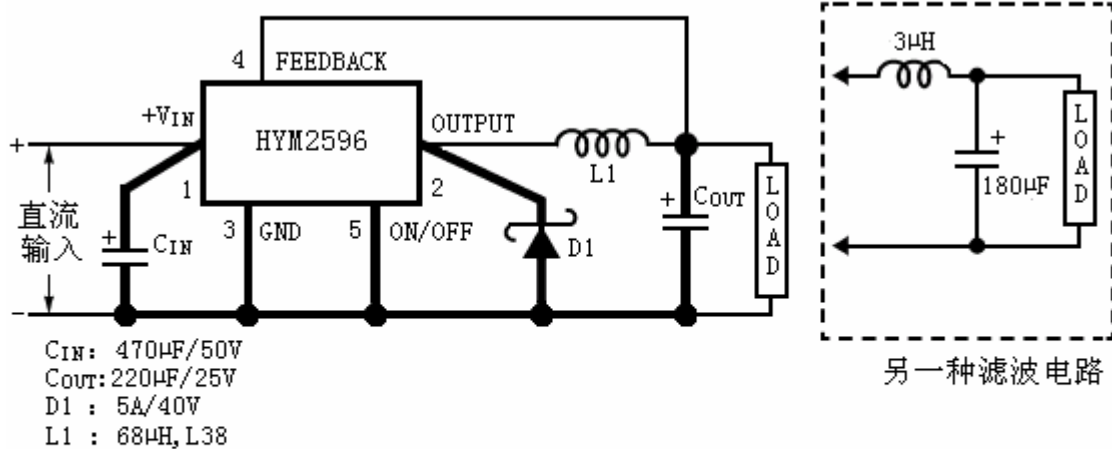 4 FEEDBACK
+VIN
HYM2596
OUTPUT
1
2
3 GND
5 ON/OFF
+
直流
输入
-
+
CIN
D1
L1
+
COUT
LOAD
CIN: 470μF/50V
COUT:220μF/25V
D1 : 5A/40V
L1 : 68μH,L38
3μH
+
180μF
LOAD
另一种滤波电路